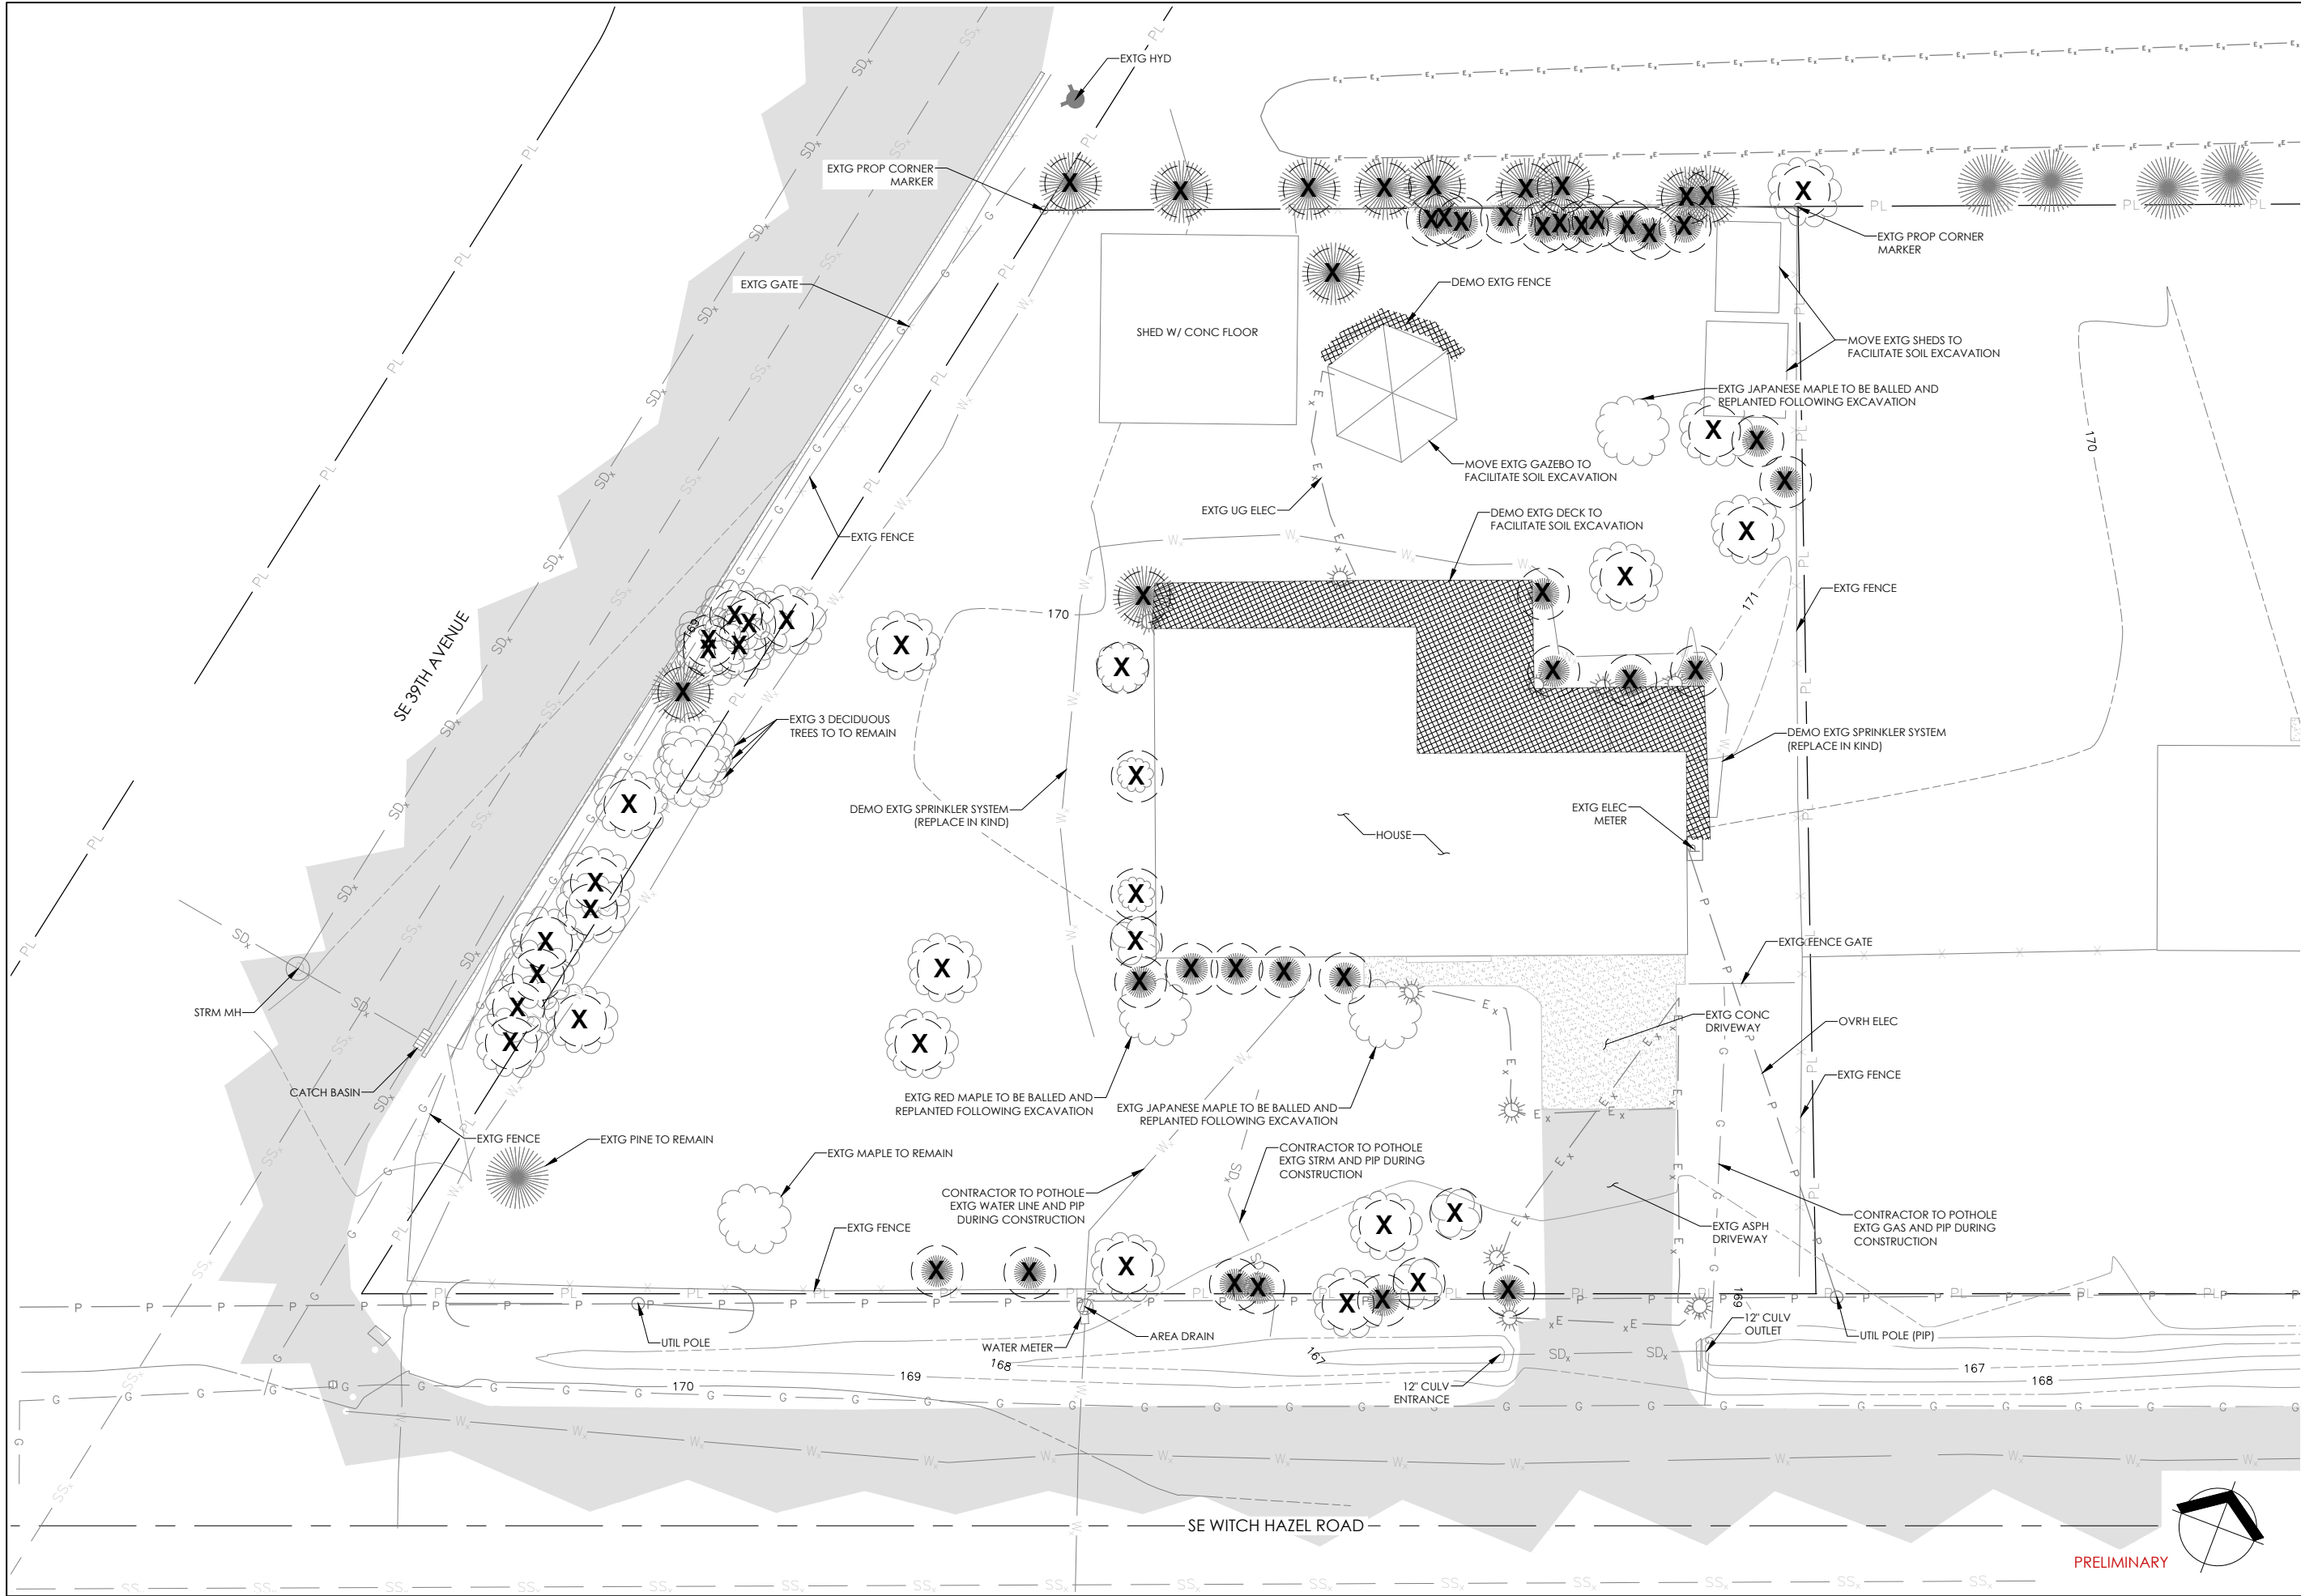 EXTG HYD
EXTG PROP CORNER
MARKER
EXTG GATE
EXTG PROP CORNER
MARKER
DEMO EXTG FENCE
SHED W/ CONC FLOOR
MOVE EXTG SHEDS TO
FACILITATE SOIL EXCAVATION
EXTG JAPANESE MAPLE TO BE BALLED AND
REPLANTED FOLLOWING EXCAVATION
MOVE EXTG GAZEBO TO
FACILITATE SOIL EXCAVATION
170
EXTG UG ELEC
DEMO EXTG DECK TO
FACILITATE SOIL EXCAVATION
EXTG FENCE
EXTG FENCE
171
170
169
SE 39TH AVENUE
EXTG 3 DECIDUOUS
TREES TO TO REMAIN
DEMO EXTG SPRINKLER SYSTEM
(REPLACE IN KIND)
DEMO EXTG SPRINKLER SYSTEM
(REPLACE IN KIND)
EXTG ELEC
METER
HOUSE
EXTG FENCE GATE
STRM MH
EXTG CONC
DRIVEWAY
OVRH ELEC
CATCH BASIN
EXTG RED MAPLE TO BE BALLED AND
REPLANTED FOLLOWING EXCAVATION
EXTG JAPANESE MAPLE TO BE BALLED AND
REPLANTED FOLLOWING EXCAVATION
EXTG FENCE
EXTG FENCE
EXTG PINE TO REMAIN
EXTG MAPLE TO REMAIN
CONTRACTOR TO POTHOLE
EXTG STRM AND PIP DURING
CONSTRUCTION
CONTRACTOR TO POTHOLE
EXTG WATER LINE AND PIP
DURING CONSTRUCTION
EXTG FENCE
EXTG ASPH
DRIVEWAY
CONTRACTOR TO POTHOLE
EXTG GAS AND PIP DURING
CONSTRUCTION
169
UTIL POLE
WATER METER
AREA DRAIN
12" CULV
OUTLET
UTIL POLE (PIP)
167
168
169
170
12" CULV
ENTRANCE
167
168
SE WITCH HAZEL ROAD
PRELIMINARY